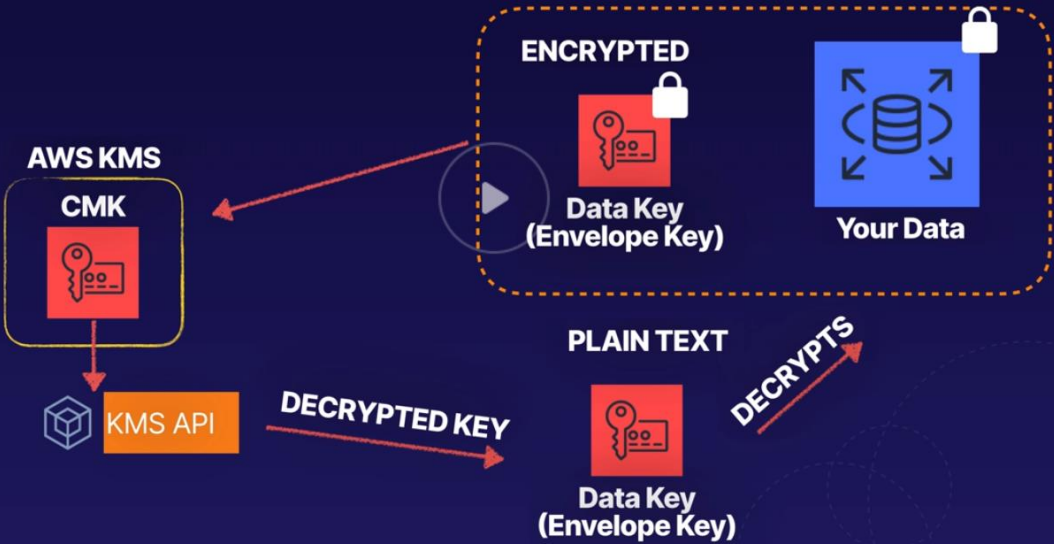 ENCRYPTED
Data Key
(Envelope Key)
Your Data
AWS KMS
CMK
KMS API
DECRYPTED KEY
PLAIN TEXT
Data Key
(Envelope Key)
DECRYPTS